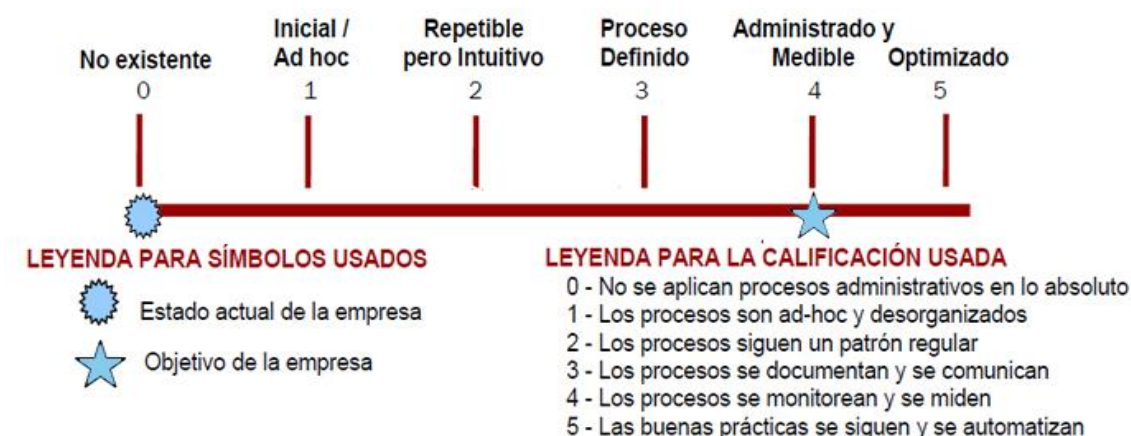 Inicial / Repetible Proceso Administrado y
No existente Ad hoc pero Intuitivo Definido Medible Optimizado
0 1 2 3 4 5
LEYENDA PARA SÍMBOLOS USADOS
Estado actual de la empresa
Objetivo de la empresa
LEYENDA PARA LA CALIFICACIÓN USADA
0 - No se aplican procesos administrativos en lo absoluto
1 - Los procesos son ad-hoc y desorganizados
2 - Los procesos siguen un patrón regular
3 - Los procesos se documentan y se comunican
4 - Los procesos se monitorean y se miden
5 - Las buenas prácticas se siguen y se automatizan